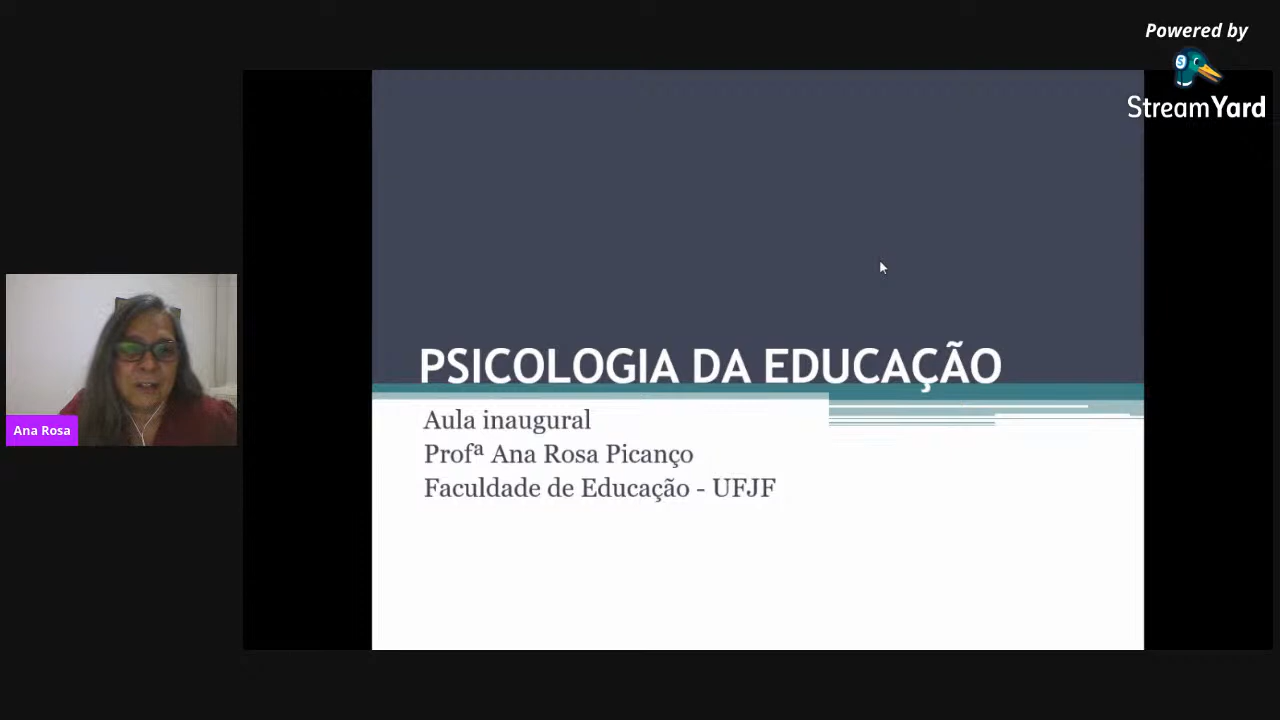 Powered by
StreamYard
PSICOLOGIA DA EDUCAÇÃO
Aula inaugural
Profª Ana Rosa Picanço
Faculdade de Educação - UFJF
Ana Rosa